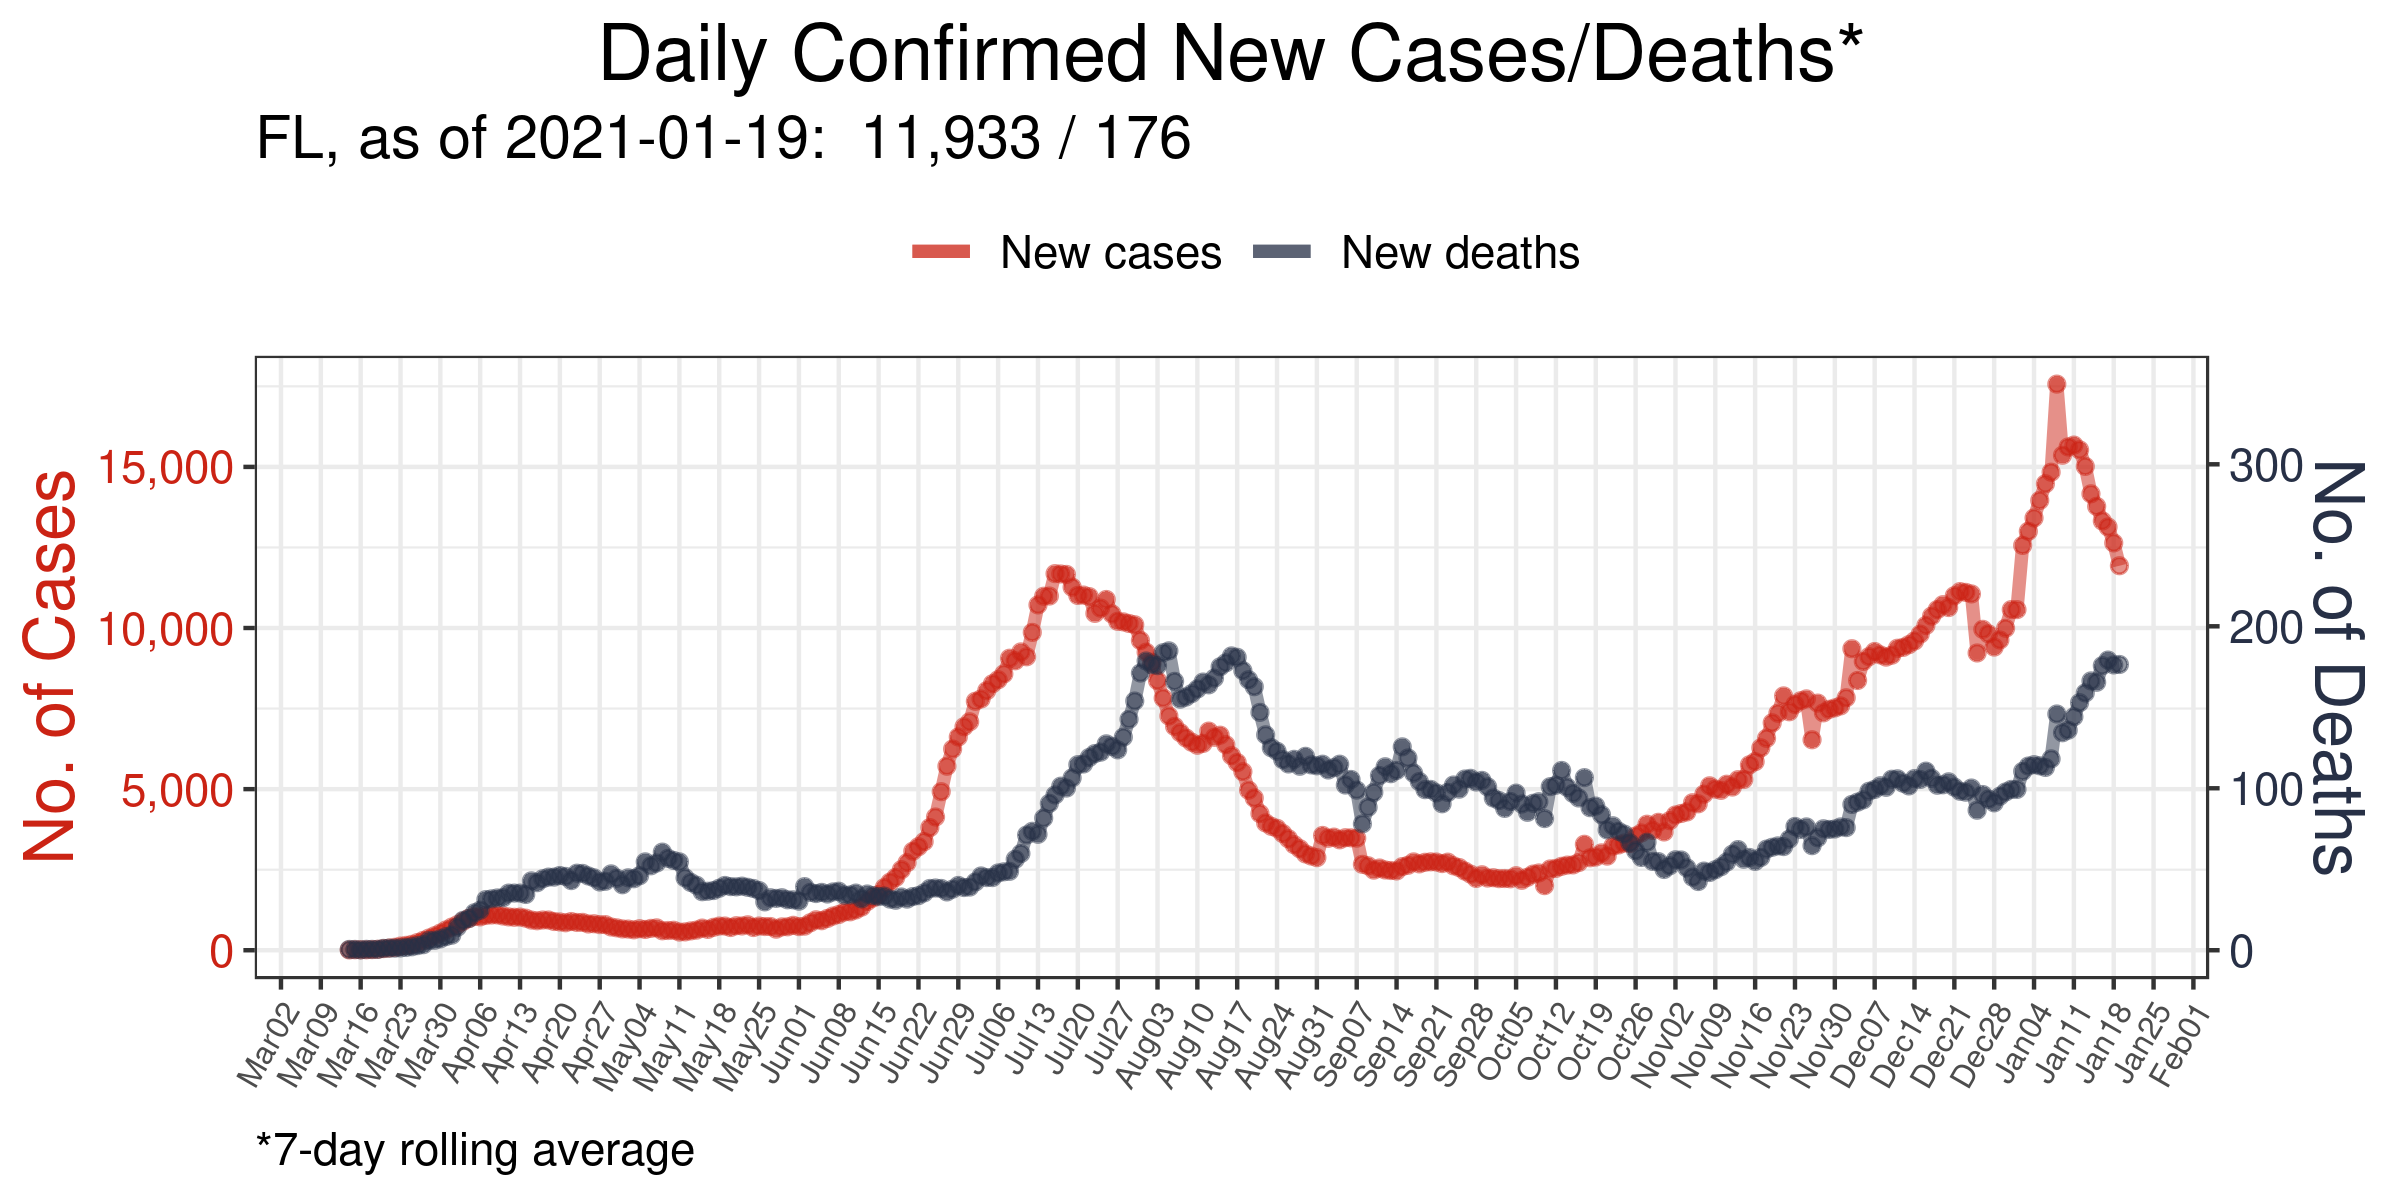 Daily Confirmed New Cases/Deaths*
FL, as of 2021-01-19:  11,933 / 176
New cases New deaths
No. of Cases
15,000
10,000
5,000
0
300
200
100
0
No. of Deaths
Mar02 Mar09 Mar16 Mar23 Mar30 Apr06 Apr13 Apr20 Apr27 May04 May11 May18 May25 Jun01 Jun08 Jun15 Jun22 Jun29 Jul06 Jul13 Jul20 Jul27 Aug03 Aug10 Aug17 Aug24 Aug31 Sep07 Sep14 Sep21 Sep28 Oct05 Oct12 Oct19 Oct26 Nov02 Nov09 Nov16 Nov23 Nov30 Dec07 Dec14 Dec21 Dec28 Jan04 Jan11 Jan18 Jan25 Feb01
*7-day rolling average